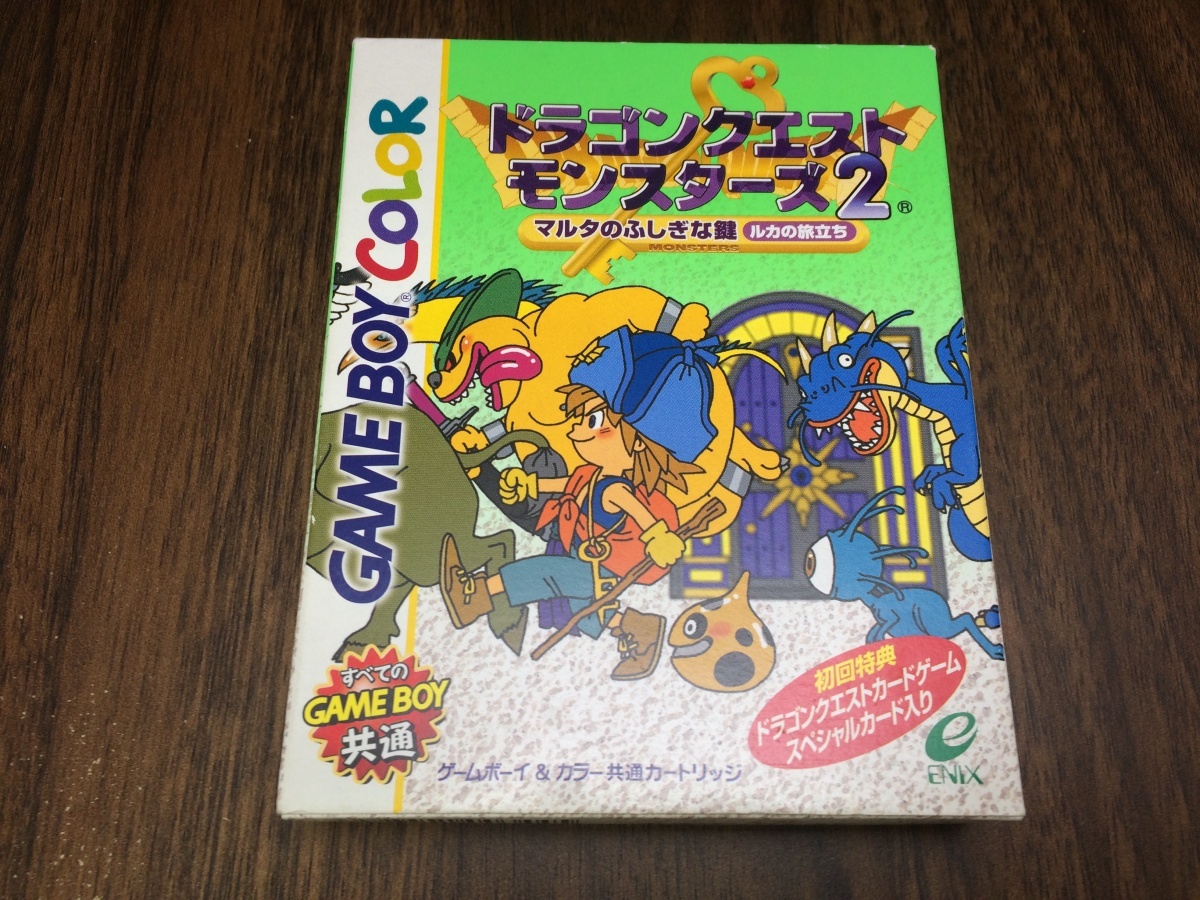 GAME BOY COLOR
®
ドラゴンクエスト
モンスターズ2
®
マルタのふしぎな鍵 ルカの旅立ち
MONSTERS
すべての
GAME BOY
共通
初回特典
ドラゴンクエストカードゲーム
スペシャルカード入り
ゲームボーイ & カラー共通カートリッジ
ENIX